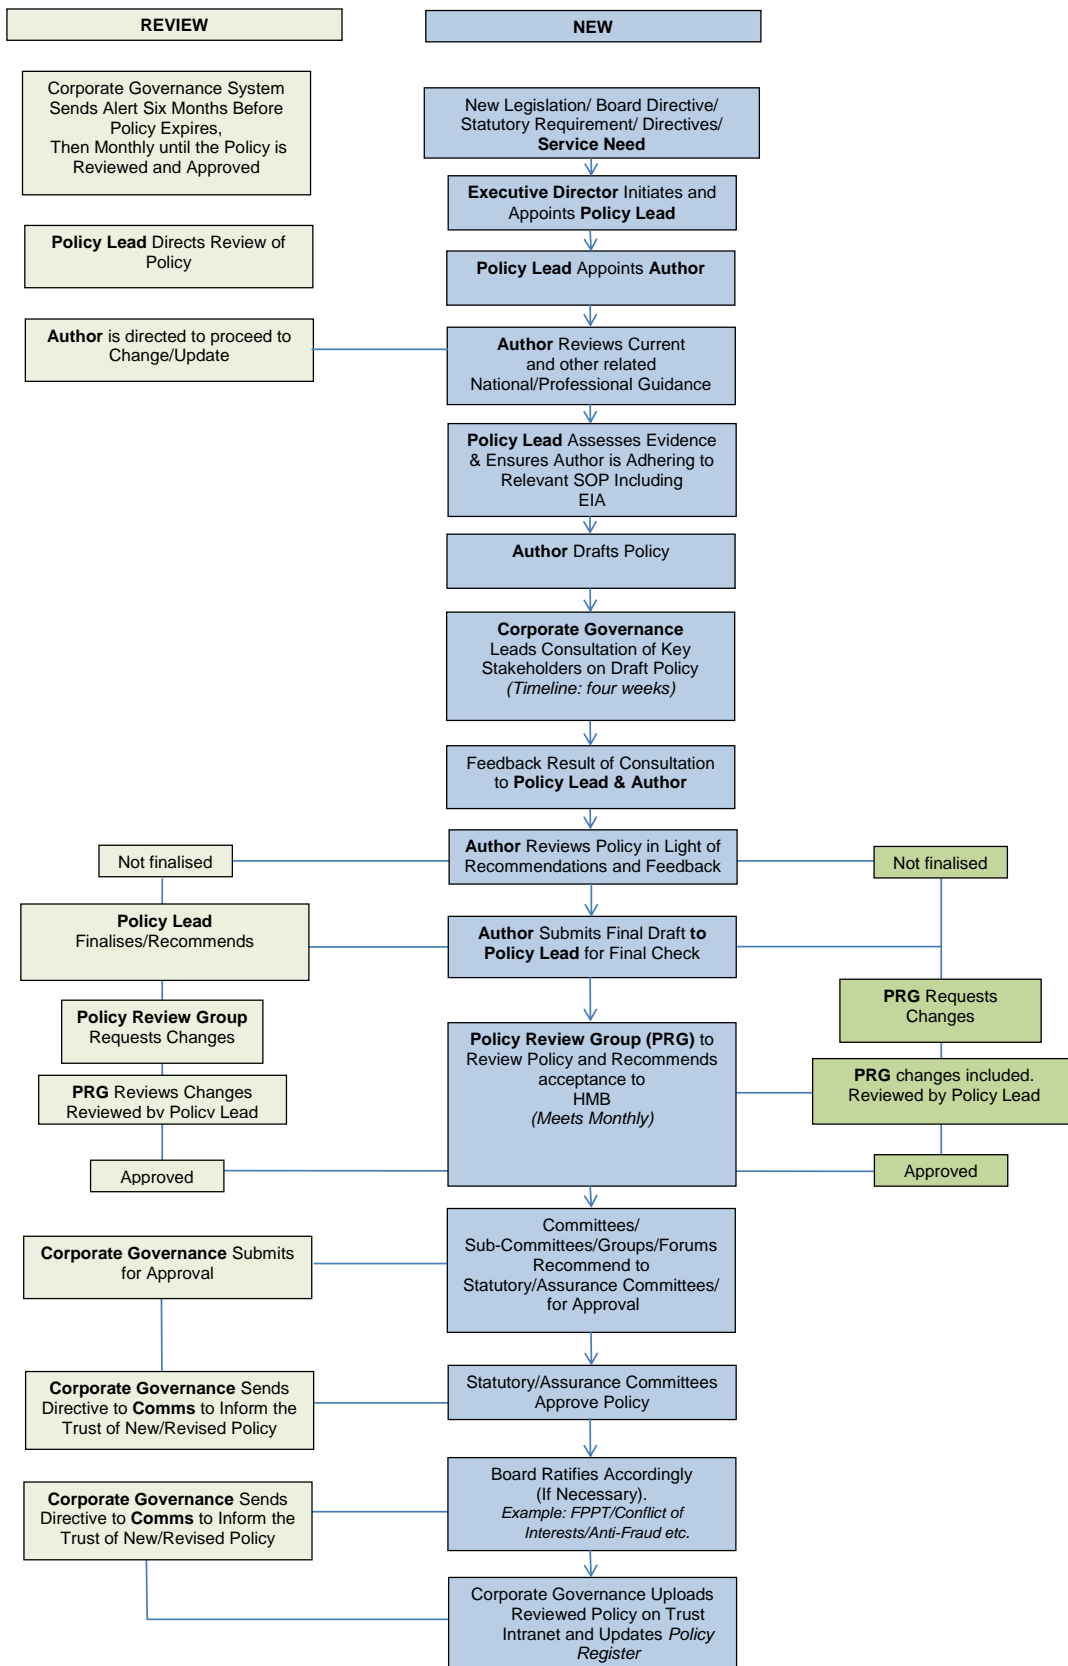 REVIEW
NEW
Corporate Governance System
Sends Alert Six Months Before
Policy Expires,
Then Monthly until the Policy is
Reviewed and Approved
New Legislation/ Board Directive/
Statutory Requirement/ Directives/
Service Need
Executive Director Initiates and
Appoints Policy Lead
Policy Lead Directs Review of
Policy
Policy Lead Appoints Author
Author is directed to proceed to
Change/Update
Author Reviews Current
and other related
National/Professional Guidance
Policy Lead Assesses Evidence
& Ensures Author is Adhering to
Relevant SOP Including
EIA
Author Drafts Policy
Corporate Governance
Leads Consultation of Key
Stakeholders on Draft Policy
(Timeline: four weeks)
Feedback Result of Consultation
to Policy Lead & Author
Not finalised
Author Reviews Policy in Light of
Recommendations and Feedback
Not finalised
Policy Lead
Finalises/Recommends
Author Submits Final Draft to
Policy Lead for Final Check
PRG Requests
Changes
Policy Review Group
Requests Changes
Policy Review Group (PRG) to
Review Policy and Recommends
acceptance to
HMB
(Meets Monthly)
PRG Reviews Changes
Reviewed by Policy Lead
PRG changes included.
Reviewed by Policy Lead
Approved
Approved
Corporate Governance Submits
for Approval
Committees/
Sub-Committees/Groups/Forums
Recommend to
Statutory/Assurance Committees/
for Approval
Corporate Governance Sends
Directive to Comms to Inform the
Trust of New/Revised Policy
Statutory/Assurance Committees
Approve Policy
Corporate Governance Sends
Directive to Comms to Inform the
Trust of New/Revised Policy
Board Ratifies Accordingly
(If Necessary).
Example: FPPT/Conflict of
Interests/Anti-Fraud etc.
Corporate Governance Uploads
Reviewed Policy on Trust
Intranet and Updates Policy
Register